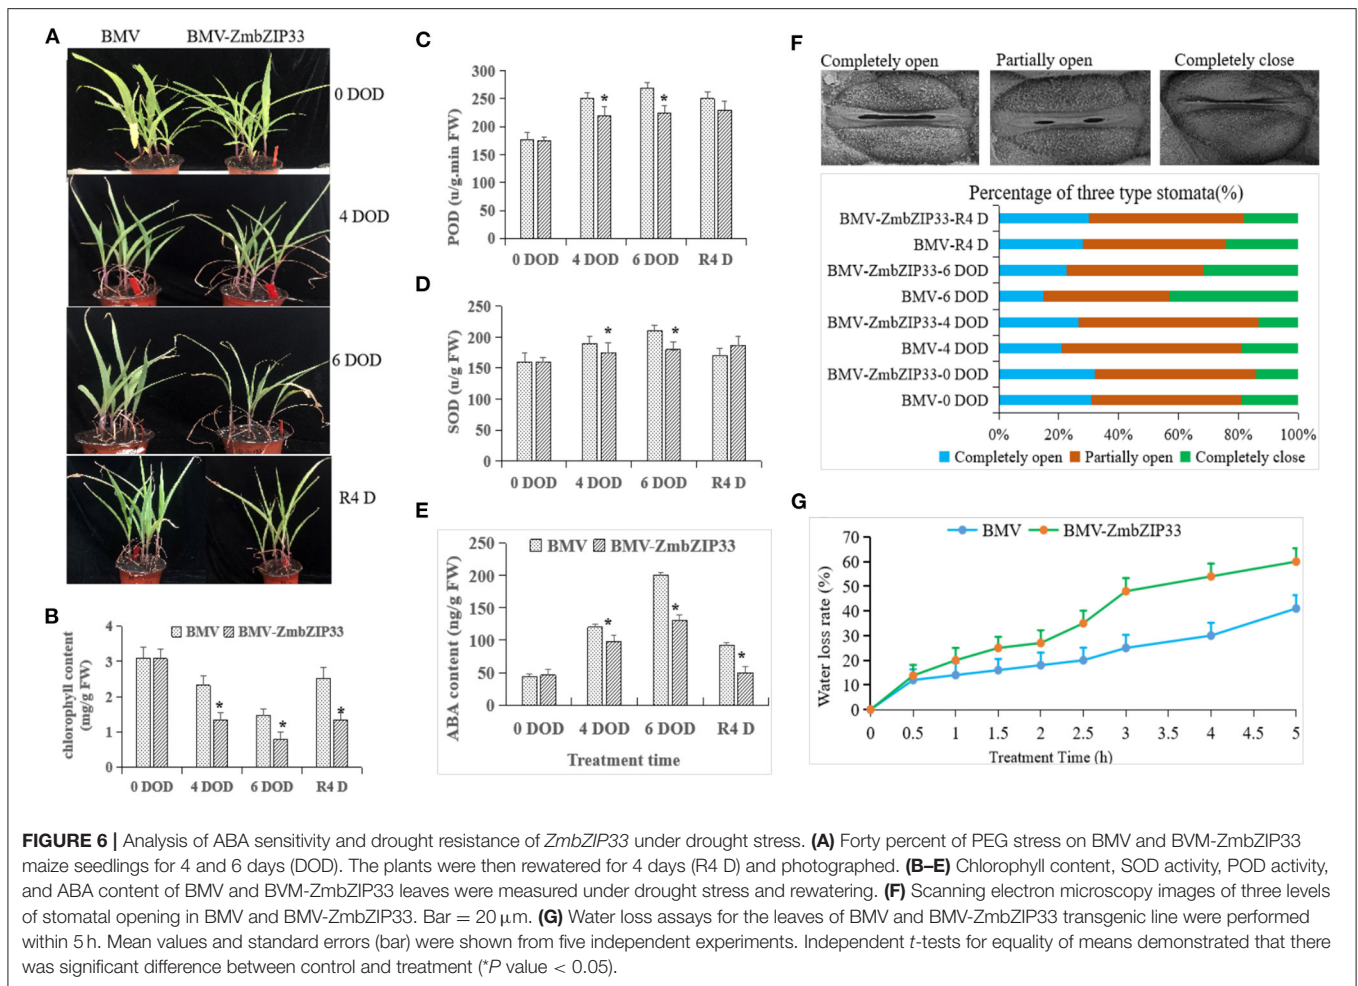 A
BMV BMV-ZmbZIP33
0 DOD
4 DOD
6 DOD
R4 D
B
chlorophyll content
(mg/g FW)
BMV BMV-ZmbZIP33
4
3
2
1
0
* * *
0 DOD 4 DOD 6 DOD R4 D
C
POD (u/g.min FW)
300
250
200
150
100
50
0
* *
0 DOD 4 DOD 6 DOD R4 D
D
SOD (u/g FW)
250
200
150
100
50
0
* *
0 DOD 4 DOD 6 DOD R4 D
E
ABA content (ng/g FW)
BMV BMV-ZmbZIP33
250
200
150
100
50
0
* * *
0 DOD 4 DOD 6 DOD R4 D
Treatment time
F
Completely open Partially open Completely close
Percentage of three type stomata(%)
BMV-ZmbZIP33-R4 D
BMV-R4 D
BMV-ZmbZIP33-6 DOD
BMV-6 DOD
BMV-ZmbZIP33-4 DOD
BMV-4 DOD
BMV-ZmbZIP33-0 DOD
BMV-0 DOD
0% 20% 40% 60% 80% 100%
Completely open Partially open Completely close
G
BMV BMV-ZmbZIP33
Water loss rate (%)
70
60
50
40
30
20
10
0
0 0.5 1 1.5 2 2.5 3 4 5
Treatment Time (h)
FIGURE 6 | Analysis of ABA sensitivity and drought resistance of ZmbZIP33 under drought stress. (A) Forty percent of PEG stress on BMV and BVM-ZmbZIP33
maize seedlings for 4 and 6 days (DOD). The plants were then rewatered for 4 days (R4 D) and photographed. (B–E) Chlorophyll content, SOD activity, POD activity,
and ABA content of BMV and BVM-ZmbZIP33 leaves were measured under drought stress and rewatering. (F) Scanning electron microscopy images of three levels
of stomatal opening in BMV and BMV-ZmbZIP33. Bar = 20 μm. (G) Water loss assays for the leaves of BMV and BMV-ZmbZIP33 transgenic line were performed
within 5 h. Mean values and standard errors (bar) were shown from five independent experiments. Independent t-tests for equality of means demonstrated that there
was significant difference between control and treatment (*P value < 0.05).